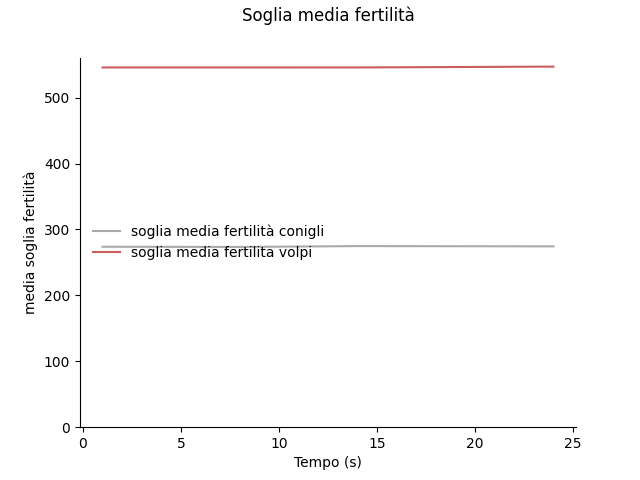 Soglia media fertilità
media soglia fertilità
500
400
300
200
100
0
soglia media fertilità conigli
soglia media fertilita volpi
0 5 10 15 20 25
Tempo (s)